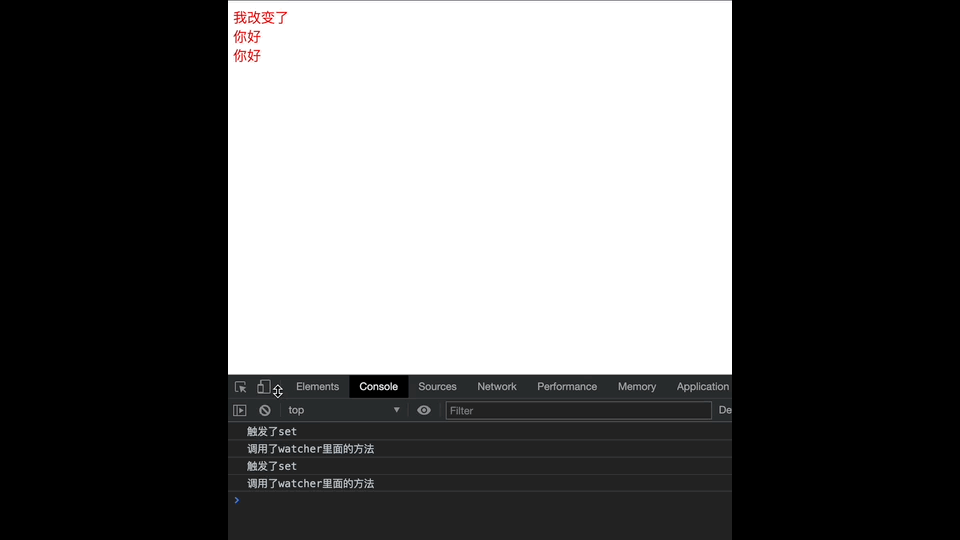 我改变了
你好
你好
Elements Console Sources Network Performance Memory Application
top Filter De
触发了set
调用了watcher里面的方法
触发了set
调用了watcher里面的方法